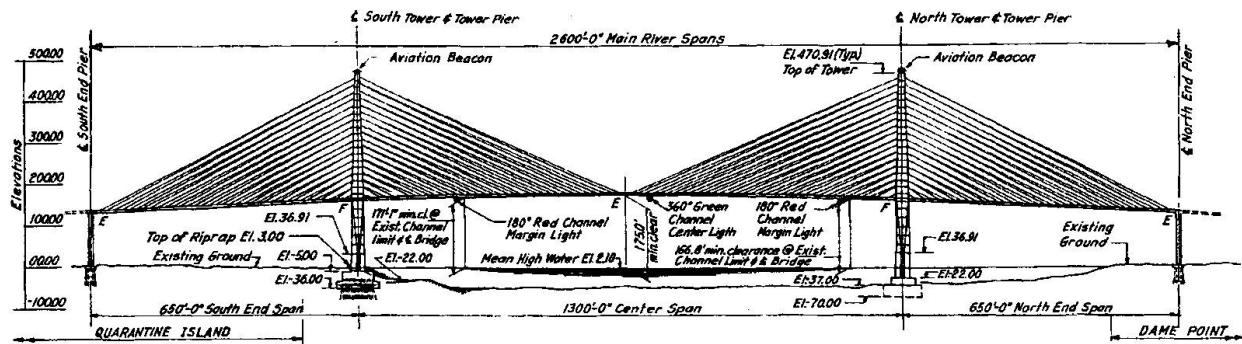 ℄ South Tower & Tower Pier
℄ North Tower & Tower Pier
2600'-0" Main River Spans
500.00
400.00
300.00
200.00
100.00
00.00
-100.00
Elevations
℄ South End Pier
Aviation Beacon
El. 470.91 (Typ.)
Top of Tower
Aviation Beacon
℄ North End Pier
E
F
E
F
E
El. 36.91
Top of Riprap El. 3.00
Existing Ground
El.-5.00
El.-36.00
171'-1" min.cl.@
Exist. Channel
limit & ℄ Bridge
El.-22.00
180° Red Channel
Margin Light
Mean High Water El. 2.18
175.0'
min. clear
360° Green
Channel
Center Ligth
180° Red
Channel
Margin Light
166.8' min. clearance @ Exist.
Channel Limit & ℄ Bridge
El. 36.91
Existing
Ground
El.-22.00
El.-37.00
El.-70.00
650'-0" South End Span
1300'-0" Center Span
650'-0" North End Span
QUARANTINE ISLAND
DAME POINT